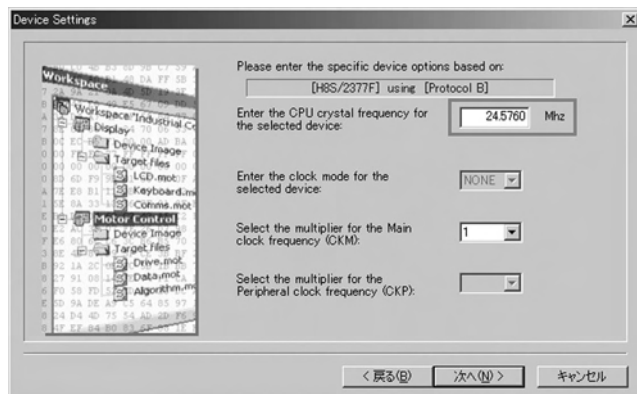 Device Settings
Please enter the specific device options based on:
[H8S/2377F] using [Protocol B]
Enter the CPU crystal frequency for
the selected device:
24.5760 Mhz
Enter the clock mode for the
selected device:
NONE
Select the multiplier for the Main
clock frequency (CKM):
1
Select the multiplier for the
Peripheral clock frequency (CKP):
Workspace
Workspace "Industrial
Display
Device Image
Target files
LCD.mot
Keyboard.m
Comms.mot
Motor Control
Device Image
Target Files
Drive.mot
Data.mot
Algorithm.m
< 戻る(B)
次へ(N) >
キャンセル